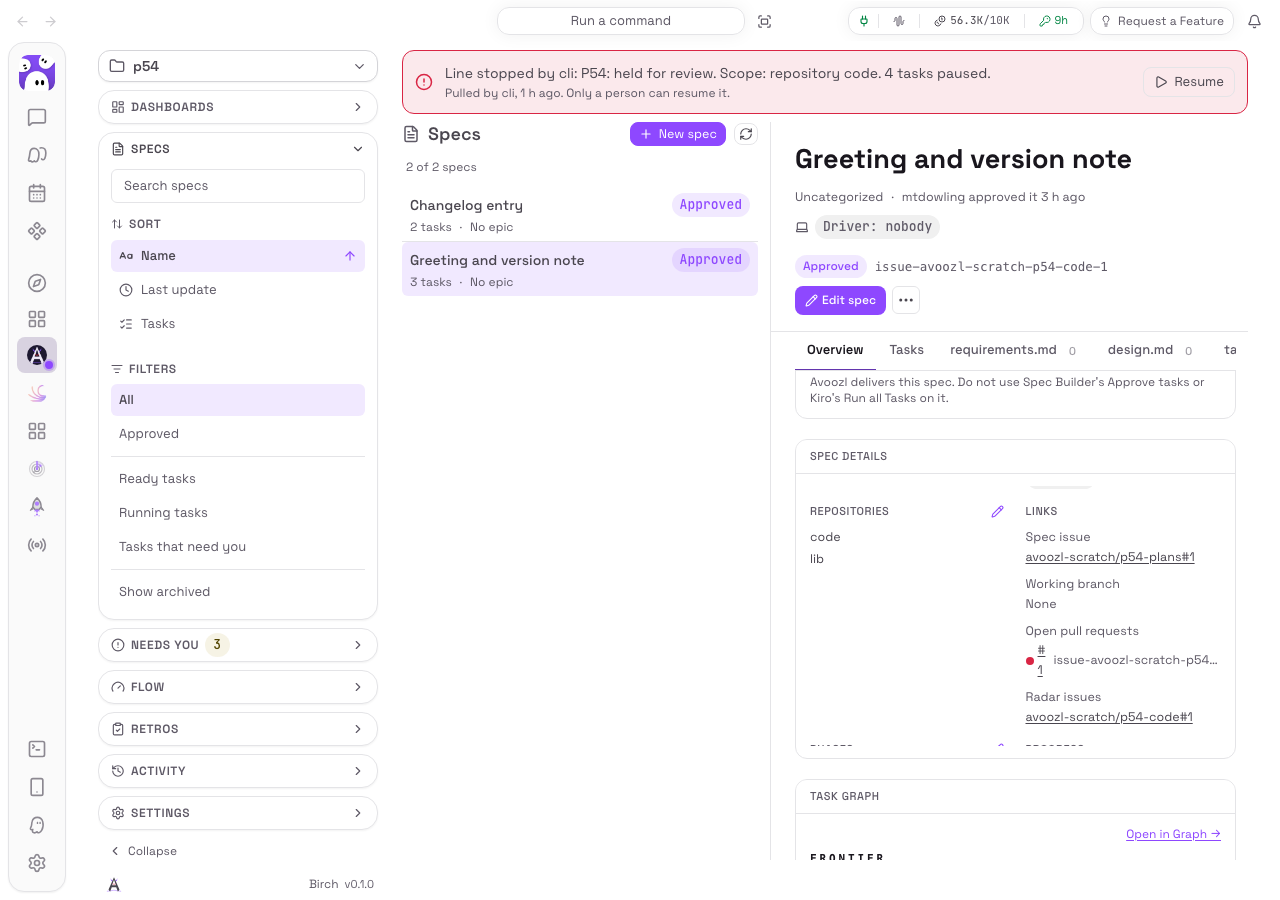 Run a command
56.3K/10K
9h
Request a Feature
p54
DASHBOARDS
SPECS
Search specs
SORT
Aa Name
Last update
Tasks
FILTERS
All
Approved
Ready tasks
Running tasks
Tasks that need you
Show archived
NEEDS YOU 3
FLOW
RETROS
ACTIVITY
SETTINGS
Collapse
Birch v0.1.0
Line stopped by cli: P54: held for review. Scope: repository code. 4 tasks paused.
Pulled by cli, 1 h ago. Only a person can resume it.
Resume
Specs
New spec
2 of 2 specs
Changelog entry
Approved
2 tasks · No epic
Greeting and version note
Approved
3 tasks · No epic
Greeting and version note
Uncategorized · mtdowling approved it 3 h ago
Driver: nobody
Approved issue-avoozl-scratch-p54-code-1
Edit spec
Overview Tasks requirements.md 0 design.md 0 ta
Avoozl delivers this spec. Do not use Spec Builder's Approve tasks or
Kiro's Run all Tasks on it.
SPEC DETAILS
REPOSITORIES
code
lib
LINKS
Spec issue
avoozl-scratch/p54-plans#1
Working branch
None
Open pull requests
#
1
issue-avoozl-scratch-p54…
Radar issues
avoozl-scratch/p54-code#1
TASK GRAPH
Open in Graph →
FRONTIER